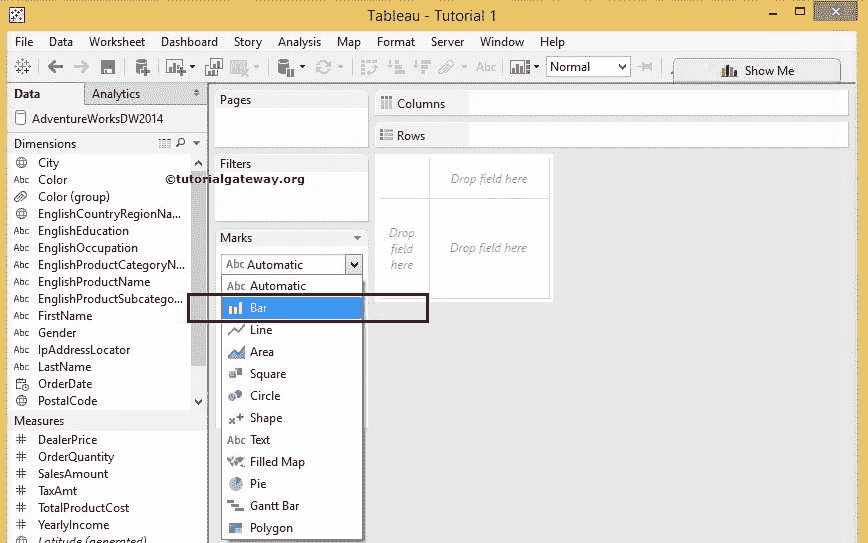 Tableau - Tutorial 1
File Data Worksheet Dashboard Story Analysis Map Format Server Window Help
Abc Normal Show Me
Data Analytics
AdventureWorksDW2014
Dimensions
City
Abc Color
Color (group)
EnglishCountryRegionNa...
Abc EnglishEducation
Abc EnglishOccupation
Abc EnglishProductCategoryN...
Abc EnglishProductName
Abc EnglishProductSubcatego...
Abc FirstName
Abc Gender
Abc IpAddressLocator
Abc LastName
OrderDate
PostalCode
Measures
# DealerPrice
# OrderQuantity
# SalesAmount
# TaxAmt
# TotalProductCost
# YearlyIncome
Latitude (generated)
Pages
Filters
©tutorialgateway.org
Marks
Abc Automatic
Abc Automatic
Bar
Line
Area
Square
Circle
Shape
Abc Text
Filled Map
Pie
Gantt Bar
Polygon
Columns
Rows
Drop field here
Drop
field
here
Drop field here